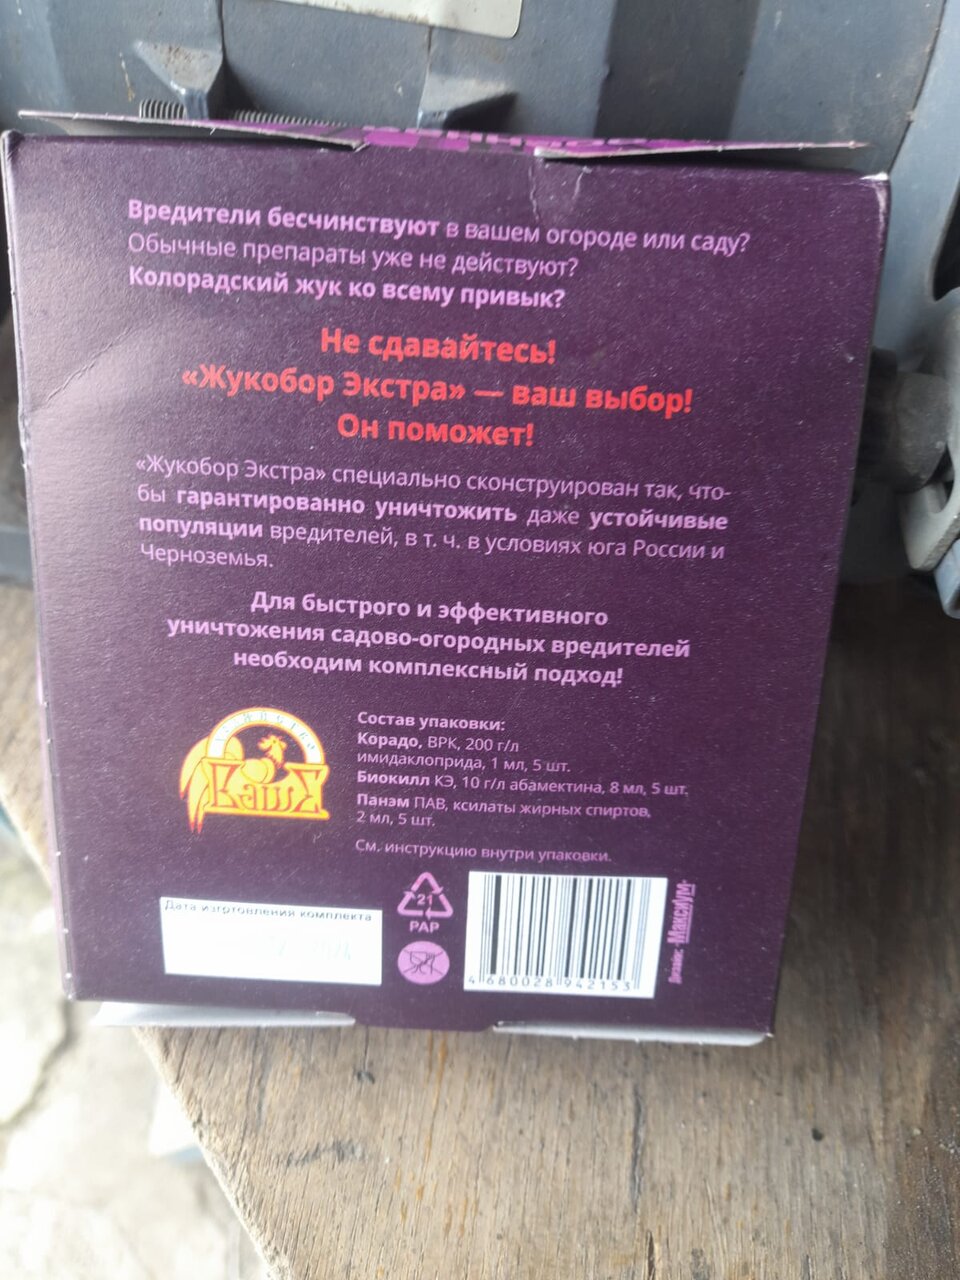 Вредители бесчинствуют в вашем огороде или саду?
Обычные препараты уже не действуют?
Колорадский жук ко всему привык?
Не сдавайтесь!
«Жукобор Экстра» — ваш выбор!
Он поможет!
«Жукобор Экстра» специально сконструирован так, что-
бы гарантированно уничтожить даже устойчивые
популяции вредителей, в т. ч. в условиях юга России и
Черноземья.
Для быстрого и эффективного
уничтожения садово-огородных вредителей
необходим комплексный подход!
Ваше
Состав упаковки:
Корадо, ВРК, 200 г/л
имидаклоприда, 1 мл, 5 шт.
Биокилл КЭ, 10 г/л абамектина, 8 мл, 5 шт.
Панэм ПАВ, ксилаты жирных спиртов,
2 мл, 5 шт.
См. инструкцию внутри упаковки.
Дата изгртовления комплекта
21
PAP
4 680028 942153
Дизайн: МаксиУм